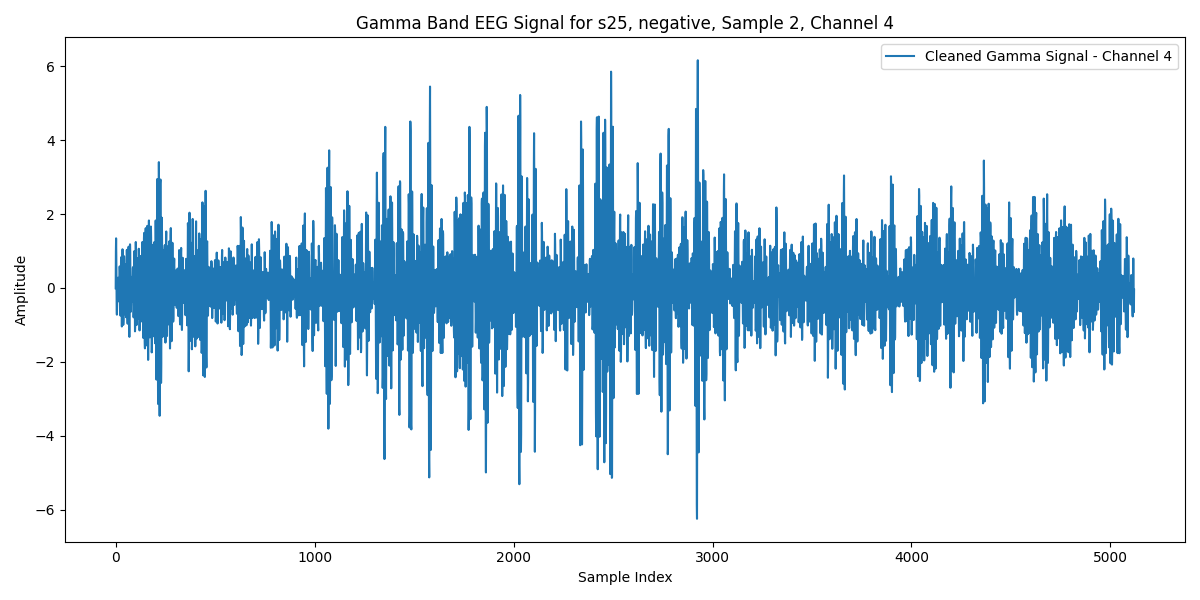 Gamma Band EEG Signal for s25, negative, Sample 2, Channel 4
Cleaned Gamma Signal - Channel 4
Amplitude
6
4
2
0
−2
−4
−6
0 1000 2000 3000 4000 5000
Sample Index